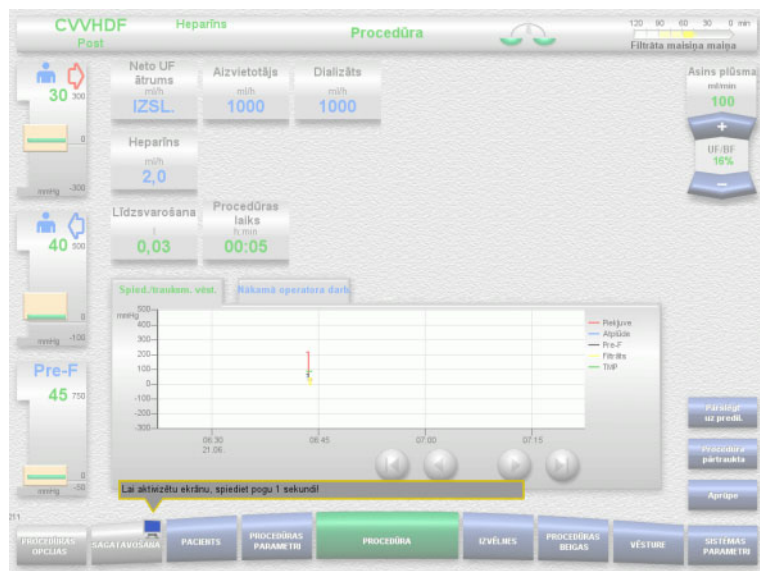 CVVHDF
Post
Heparīns
Procedūra
120 90 60 30 0 min
Filtrāta maisiņa maiņa
30 300
0
mmHg -300
40 500
0
mmHg -100
Pre-F
45 750
0
mmHg -50
Neto UF ātrums
ml/h
IZSL.
Aizvietotājs
ml/h
1000
Dializāts
ml/h
1000
Heparīns
ml/h
2,0
Līdzsvarošana
l
0,03
Procedūras laiks
h:min
00:05
Asins plūsma
ml/min
100
+
UF/BF
16%
–
Spied./trauksm. vēst.
Nākamā operatora darb
mmHg
500
400
300
200
100
0
-100
-200
-300
06:30
21.06.
06:45
07:00
07:15
Piekļuve
Atplūde
Pre-F
Filtrāts
TMP
Pārslēgt uz predil.
Procedūra pārtraukta
Aprūpe
Lai aktivizētu ekrānu, spiediet pogu 1 sekundi!
211
PROCEDŪRAS OPCIJAS
SAGATAVOŠANA
PACIENTS
PROCEDŪRAS PARAMETRI
PROCEDŪRA
IZVĒLNES
PROCEDŪRAS BEIGAS
VĒSTURE
SISTĒMAS PARAMETRI